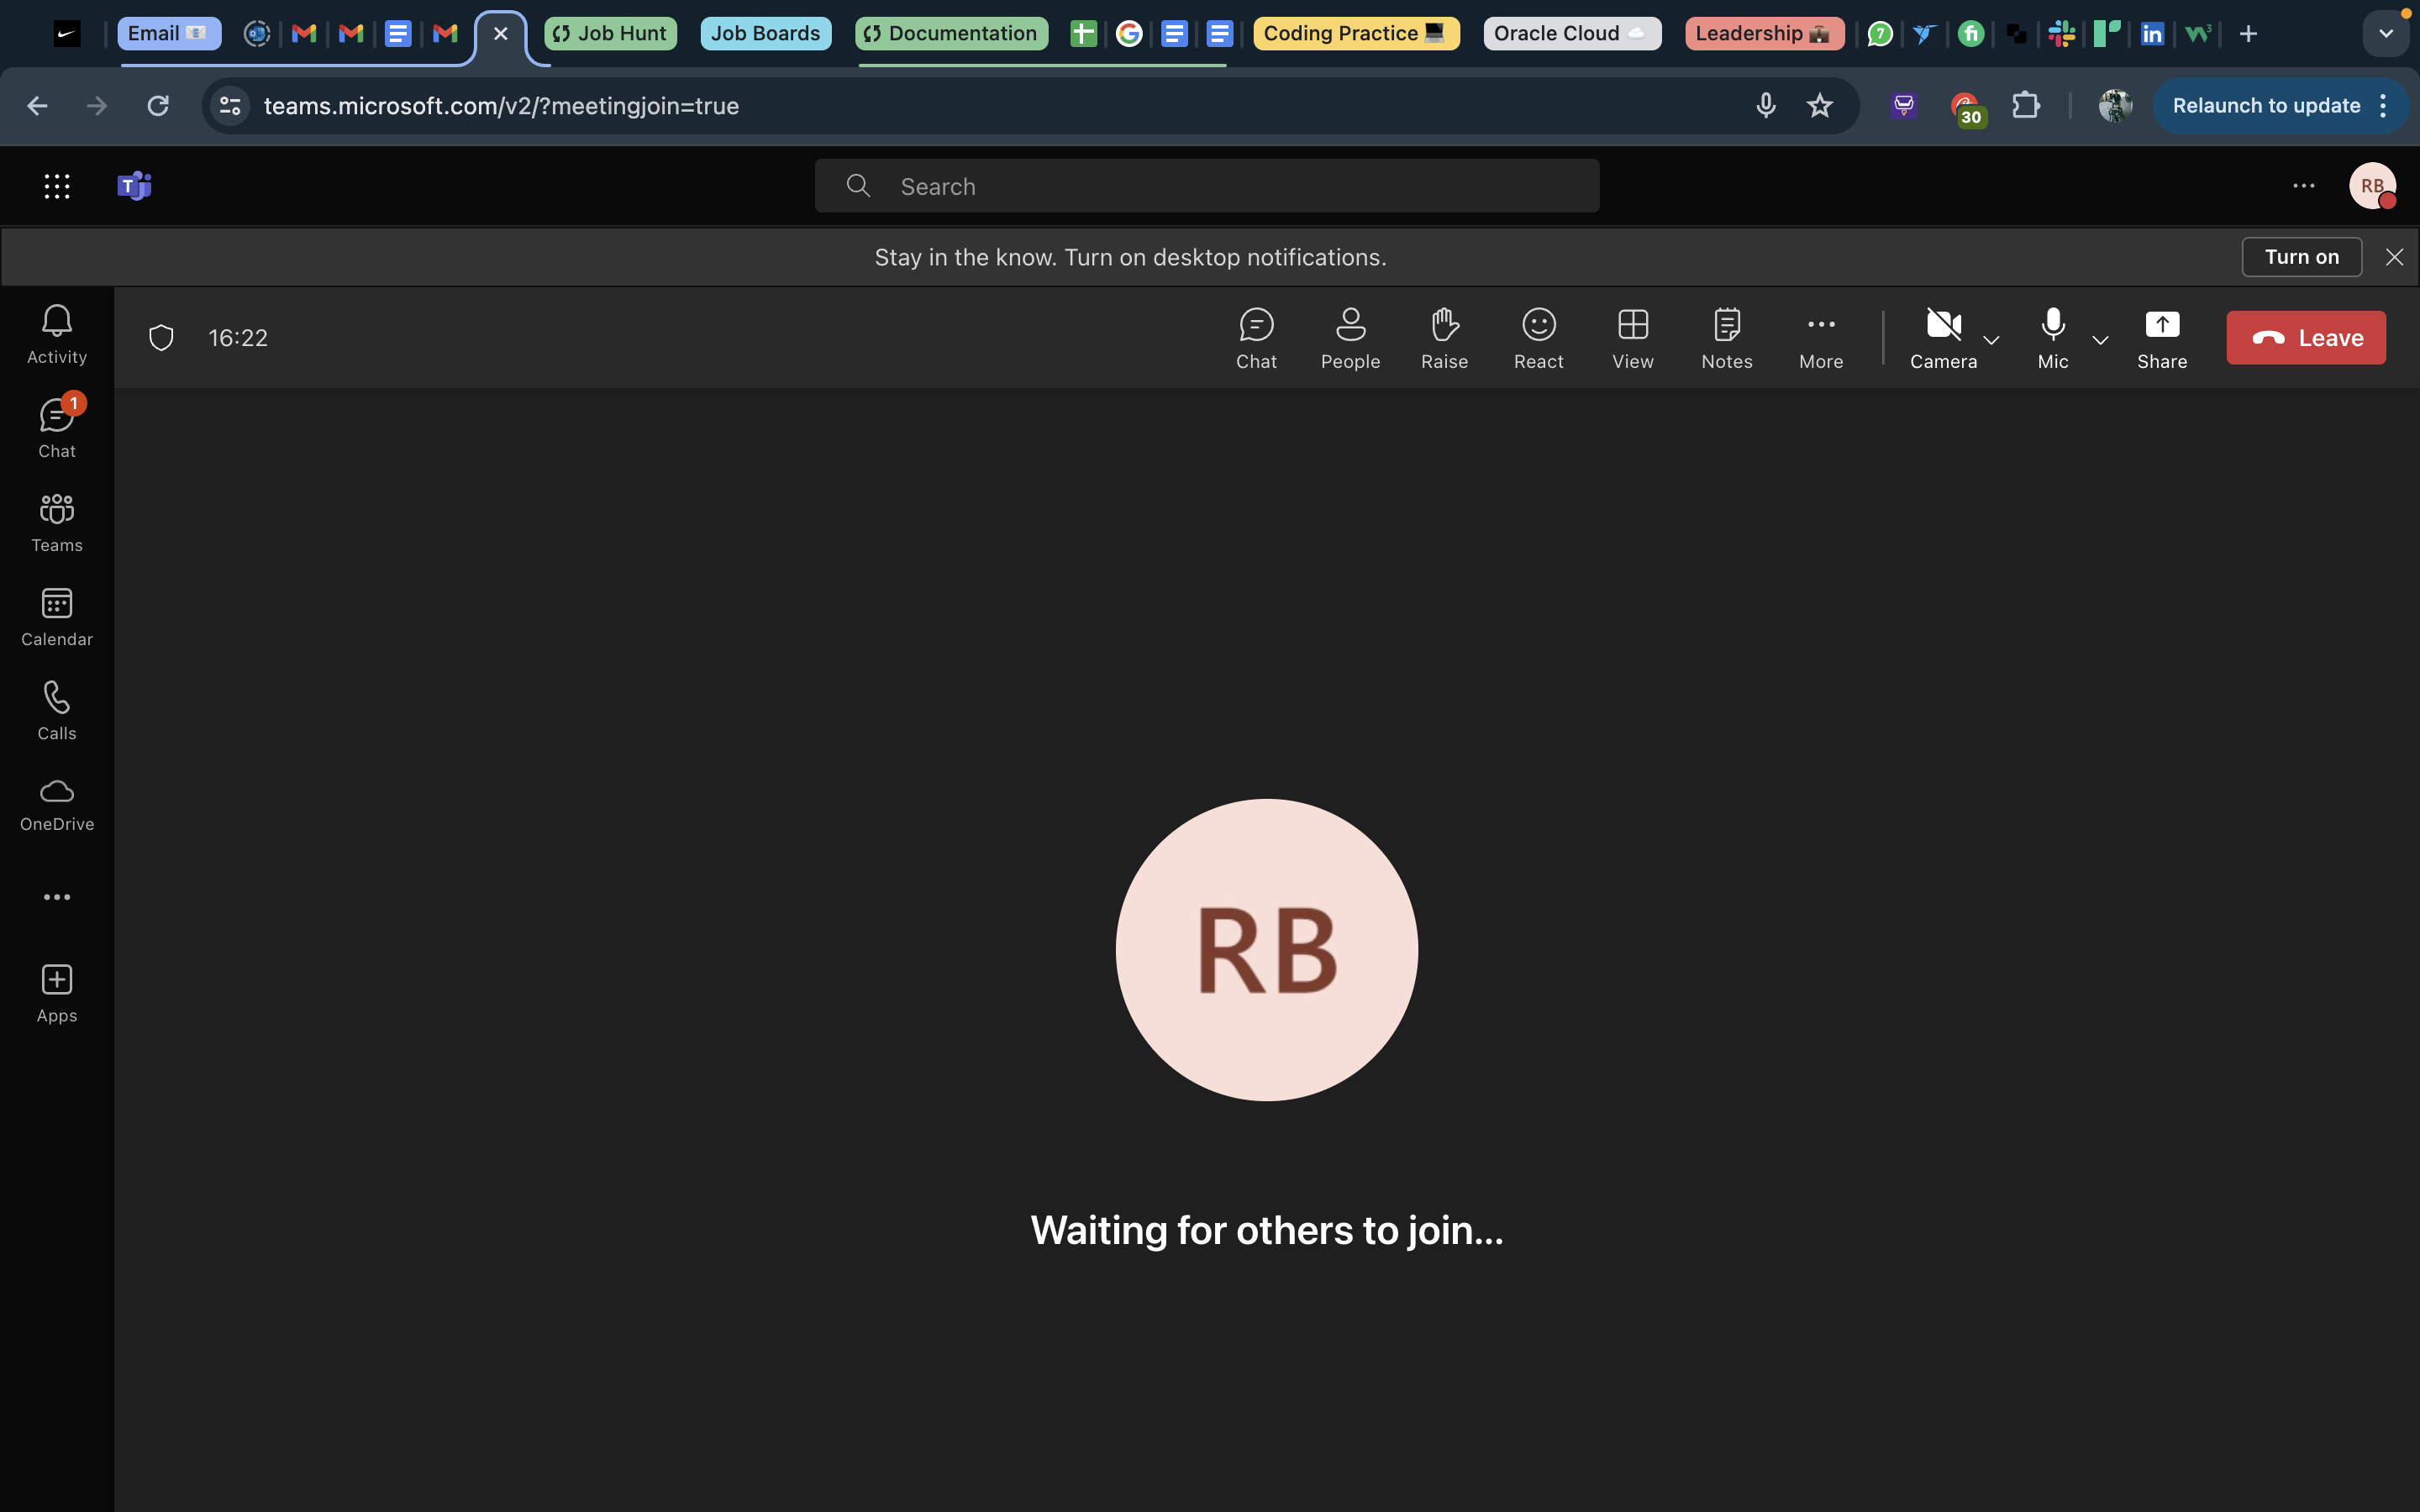 Email Job Hunt Job Boards Documentation Coding Practice Oracle Cloud Leadership 7 fi in
teams.microsoft.com/v2/?meetingjoin=true 30 Relaunch to update
T Search RB
Stay in the know. Turn on desktop notifications. Turn on
16:22 Chat People Raise React View Notes More Camera Mic Share Leave
Activity
1
Chat
Teams
Calendar
Calls
OneDrive
Apps
RB
Waiting for others to join...